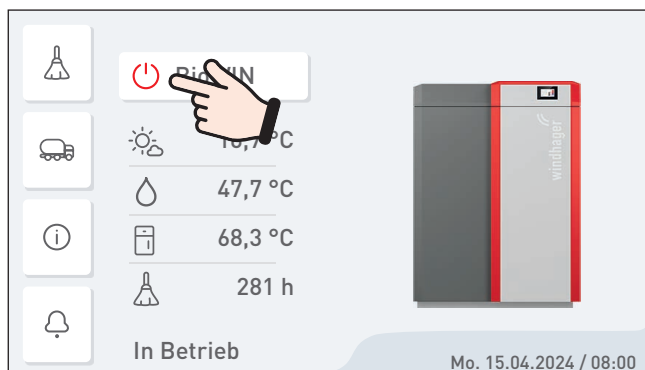 47,7 °C
68,3 °C
281 h
In Betrieb
windhager
Mo. 15.04.2024 / 08:00